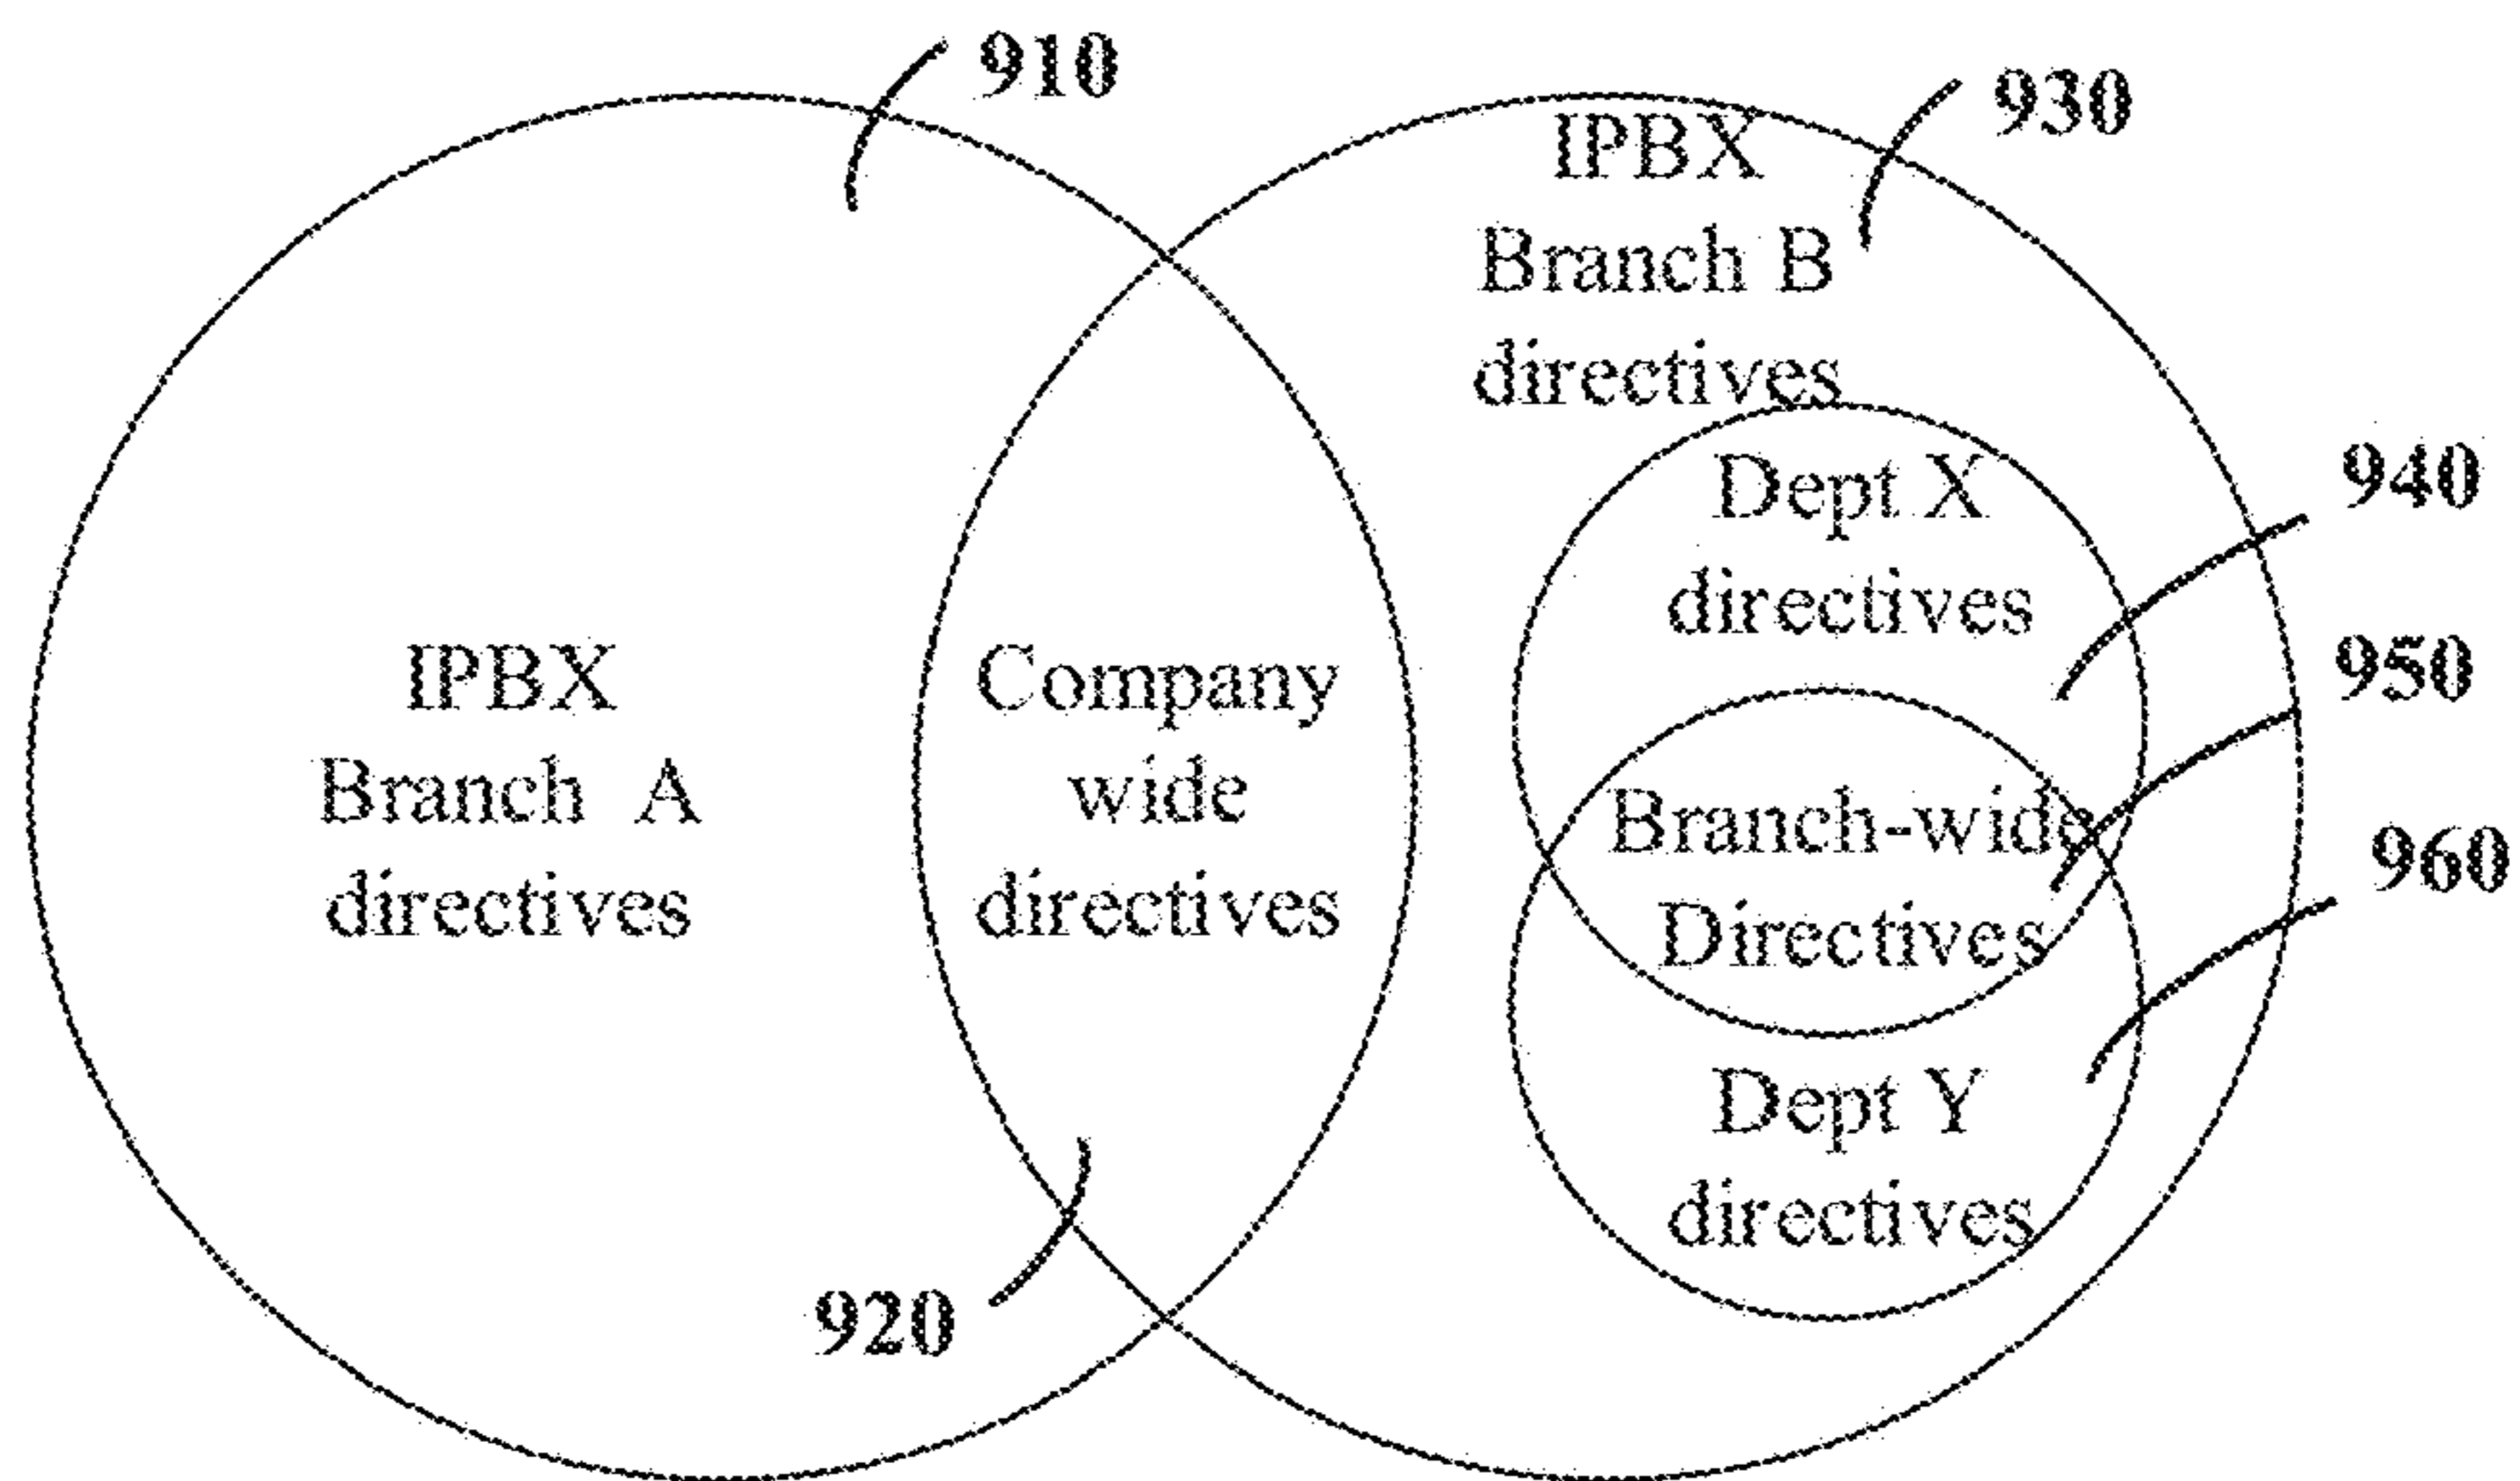 910
930
IPBX
Branch B
directives
940
Dept X
directives
950
IPBX
Branch A
directives
Company
wide
directives
Branch-wide
Directives
960
Dept Y
directives
920